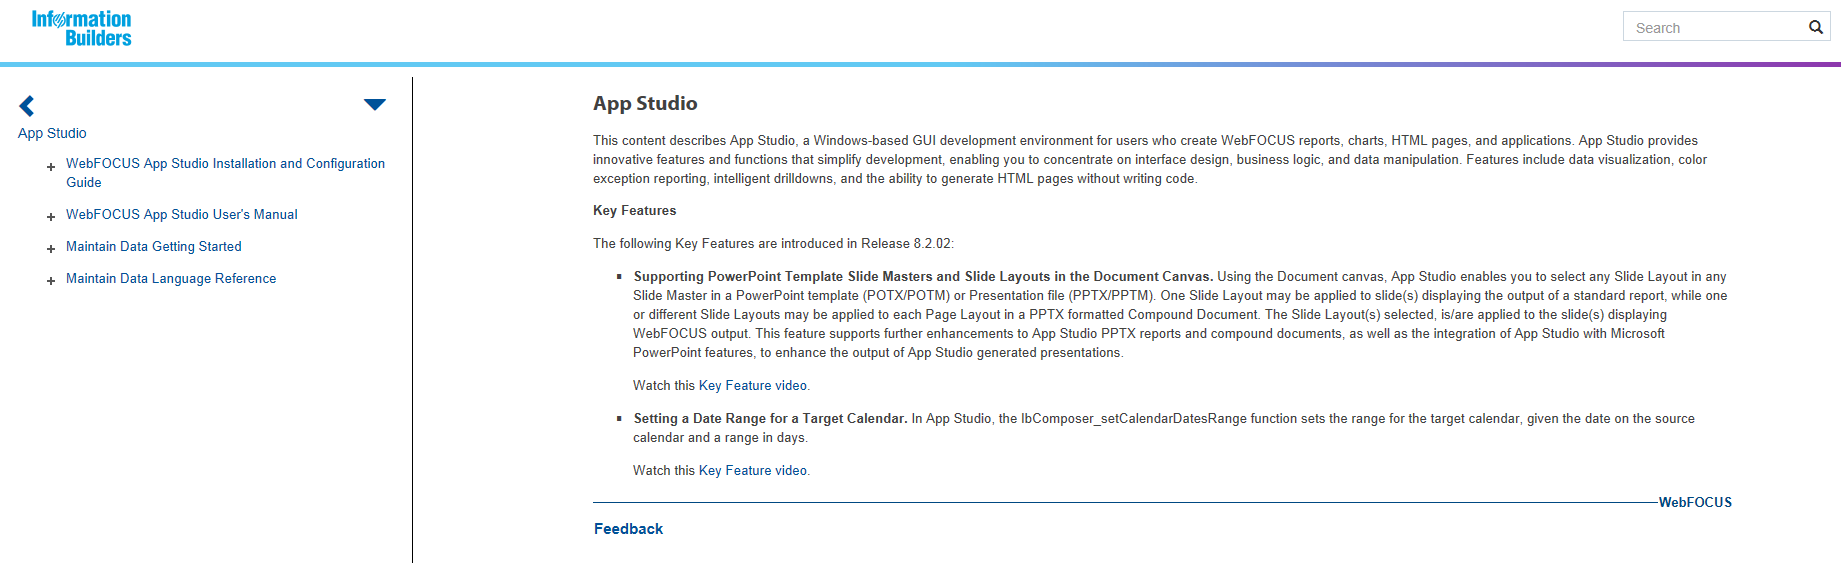 Information
Builders
Search
App Studio
WebFOCUS App Studio Installation and Configuration
Guide
WebFOCUS App Studio User's Manual
Maintain Data Getting Started
Maintain Data Language Reference
App Studio
This content describes App Studio, a Windows-based GUI development environment for users who create WebFOCUS reports, charts, HTML pages, and applications. App Studio provides
innovative features and functions that simplify development, enabling you to concentrate on interface design, business logic, and data manipulation. Features include data visualization, color
exception reporting, intelligent drilldowns, and the ability to generate HTML pages without writing code.
Key Features
The following Key Features are introduced in Release 8.2.02:
Supporting PowerPoint Template Slide Masters and Slide Layouts in the Document Canvas. Using the Document canvas, App Studio enables you to select any Slide Layout in any
Slide Master in a PowerPoint template (POTX/POTM) or Presentation file (PPTX/PPTM). One Slide Layout may be applied to slide(s) displaying the output of a standard report, while one
or different Slide Layouts may be applied to each Page Layout in a PPTX formatted Compound Document. The Slide Layout(s) selected, is/are applied to the slide(s) displaying
WebFOCUS output. This feature supports further enhancements to App Studio PPTX reports and compound documents, as well as the integration of App Studio with Microsoft
PowerPoint features, to enhance the output of App Studio generated presentations.
Watch this Key Feature video.
Setting a Date Range for a Target Calendar. In App Studio, the IbComposer_setCalendarDatesRange function sets the range for the target calendar, given the date on the source
calendar and a range in days.
Watch this Key Feature video.
WebFOCUS
Feedback